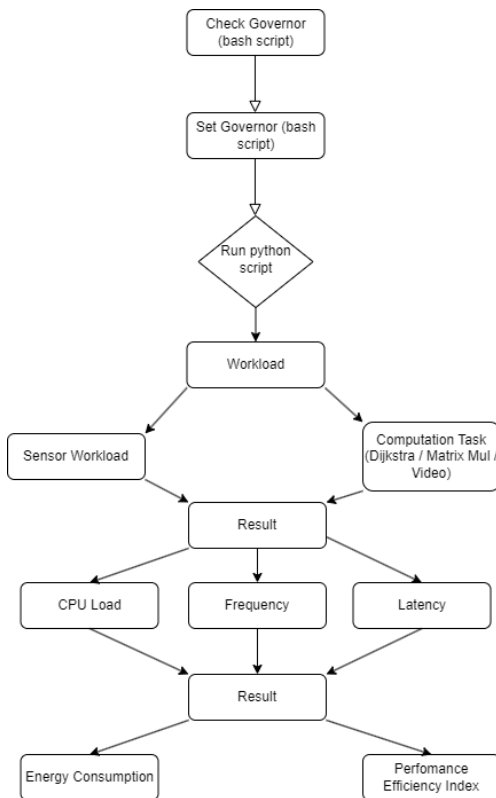 Check Governor
(bash script)
Set Governor (bash
script)
Run python
script
Workload
Sensor Workload
Computation Task
(Dijkstra / Matrix Mul /
Video)
Result
CPU Load
Frequency
Latency
Result
Energy Consumption
Perfomance
Efficiency Index